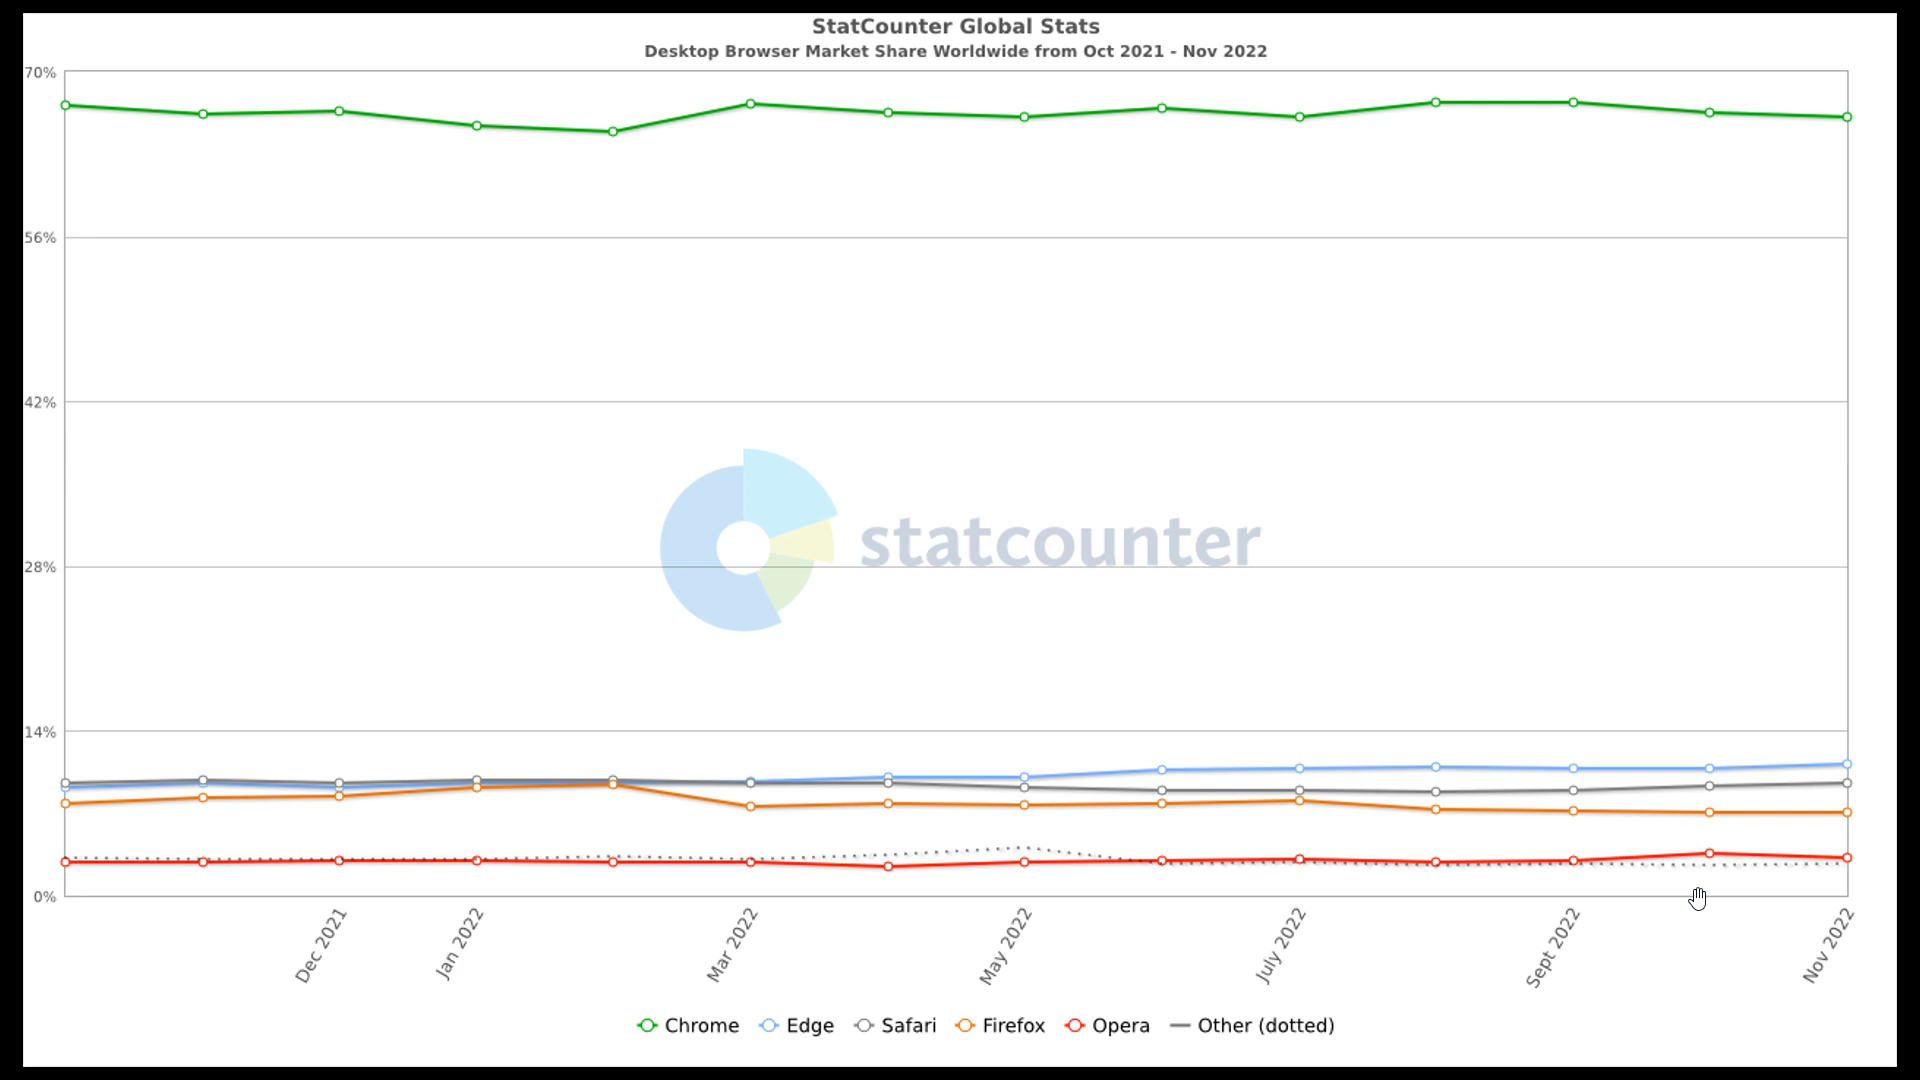 StatCounter Global Stats
Desktop Browser Market Share Worldwide from Oct 2021 - Nov 2022
70%
56%
42%
28%
14%
0%
statcounter
Dec 2021
Jan 2022
Mar 2022
May 2022
July 2022
Sept 2022
Nov 2022
Chrome Edge Safari Firefox Opera Other (dotted)